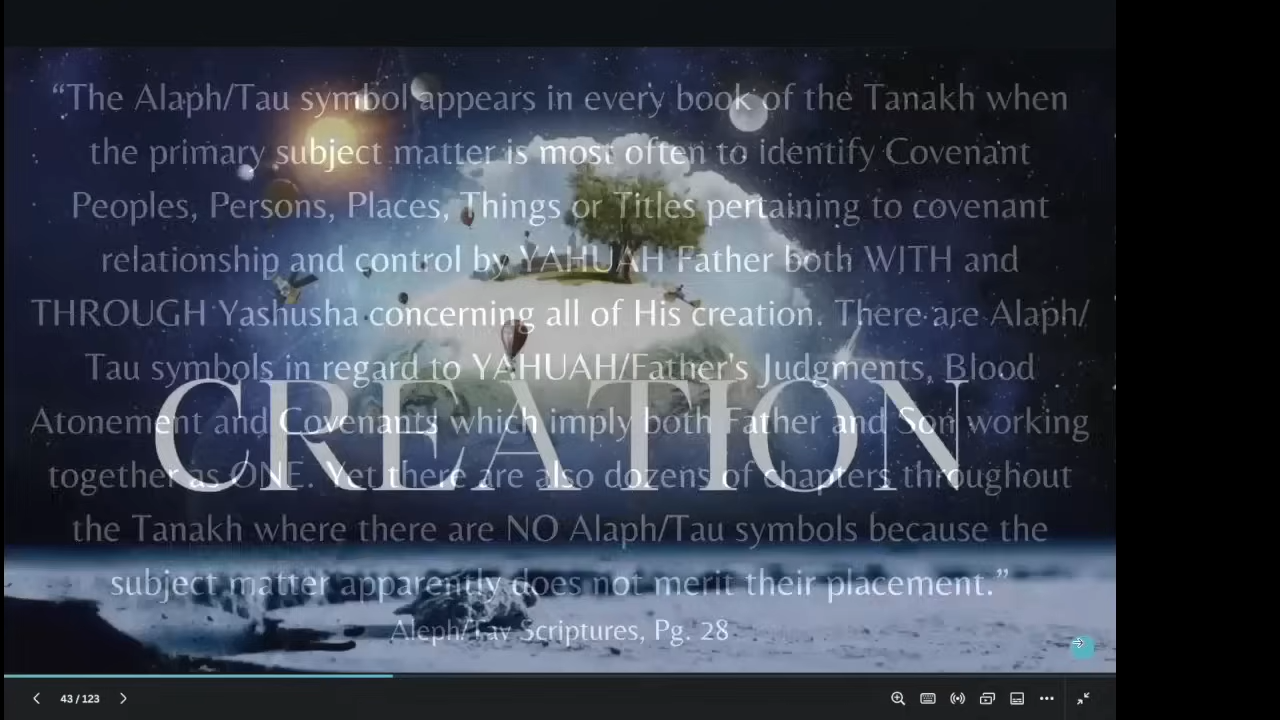 “The Alaph/Tau symbol appears in every book of the Tanakh when
the primary subject matter is most often to identify Covenant
Peoples, Persons, Places, Things or Titles pertaining to covenant
relationship and control by YAHUAH Father both WITH and
THROUGH Yashusha concerning all of His creation. There are Alaph/
Tau symbols in regard to YAHUAH/Father's Judgments, Blood
Atonement and Covenants which imply both Father and Son working
together as ONE. Yet there are also dozens of chapters throughout
the Tanakh where there are NO Alaph/Tau symbols because the
subject matter apparently does not merit their placement.”
Aleph/Tav Scriptures, Pg. 28
CREATION
43 / 123